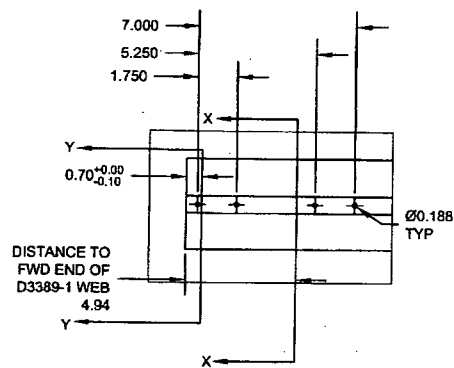 7.000
5.250
1.750
X
Y
0.70+0.00
-0.10
Ø0.188
TYP
DISTANCE TO
FWD END OF
D3389-1 WEB
4.94
Y
X